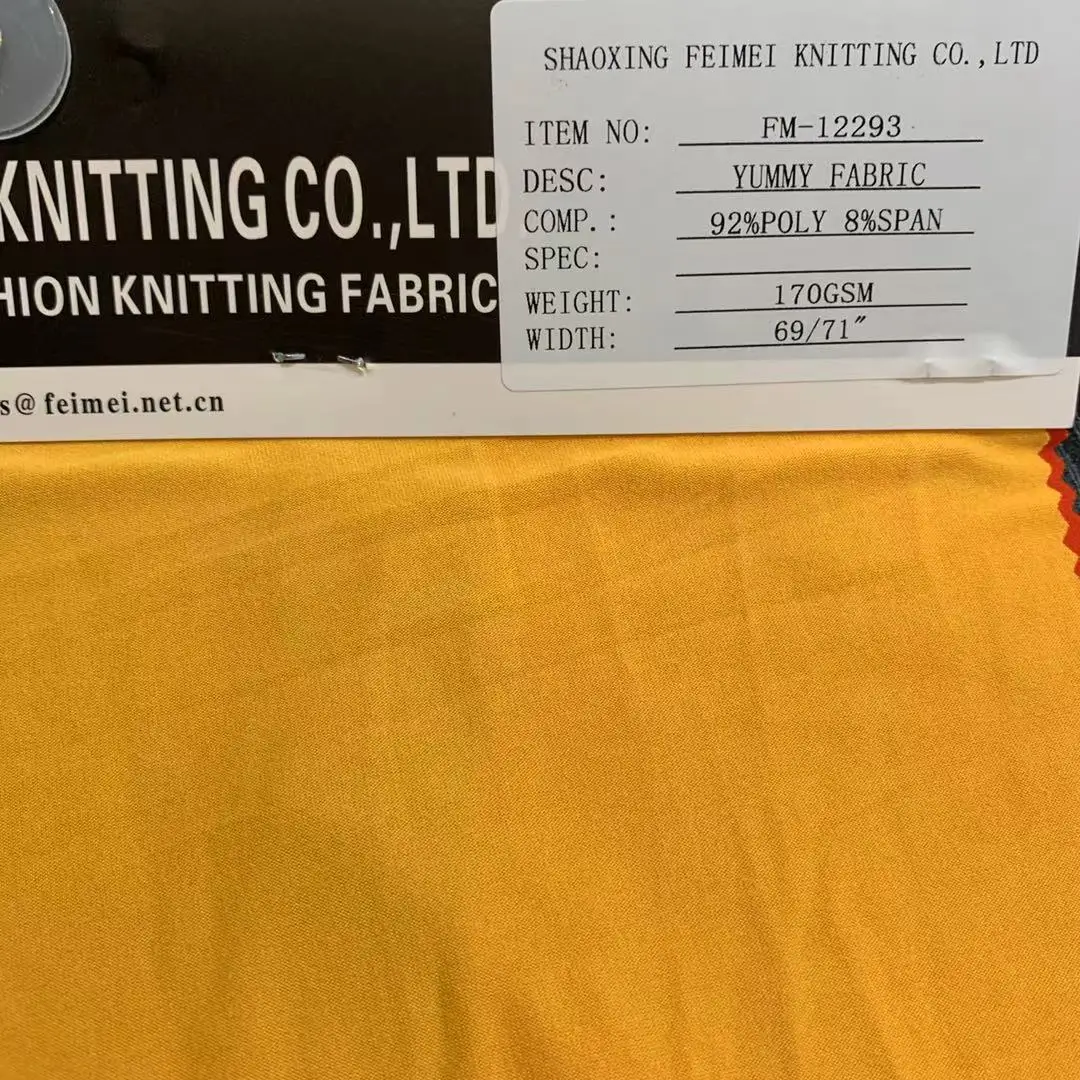 KNITTING CO.,LTD
HION KNITTING FABRIC
s@feimei.net.cn
SHAOXING FEIMEI KNITTING CO.,LTD
ITEM NO: FM-12293
DESC: YUMMY FABRIC
COMP.: 92%POLY 8%SPAN
SPEC:
WEIGHT: 170GSM
WIDTH: 69/71″